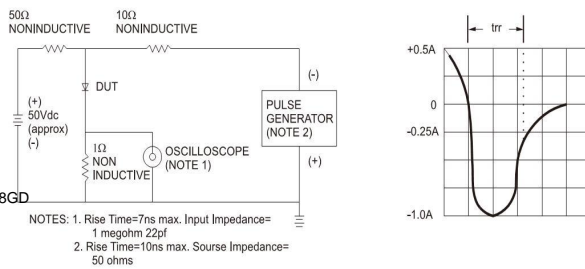 50Ω
NONINDUCTIVE
10Ω
NONINDUCTIVE
trr
+0.5A
(-)
DUT
(+)
50Vdc
(approx)
(-)
PULSE
GENERATOR
(NOTE 2)
0
-0.25A
1Ω
NON
INDUCTIVE
OSCILLOSCOPE
(NOTE 1)
(+)
8GD
-1.0A
NOTES: 1. Rise Time=7ns max. Input Impedance=
1 megohm 22pf
2. Rise Time=10ns max. Sourse Impedance=
50 ohms